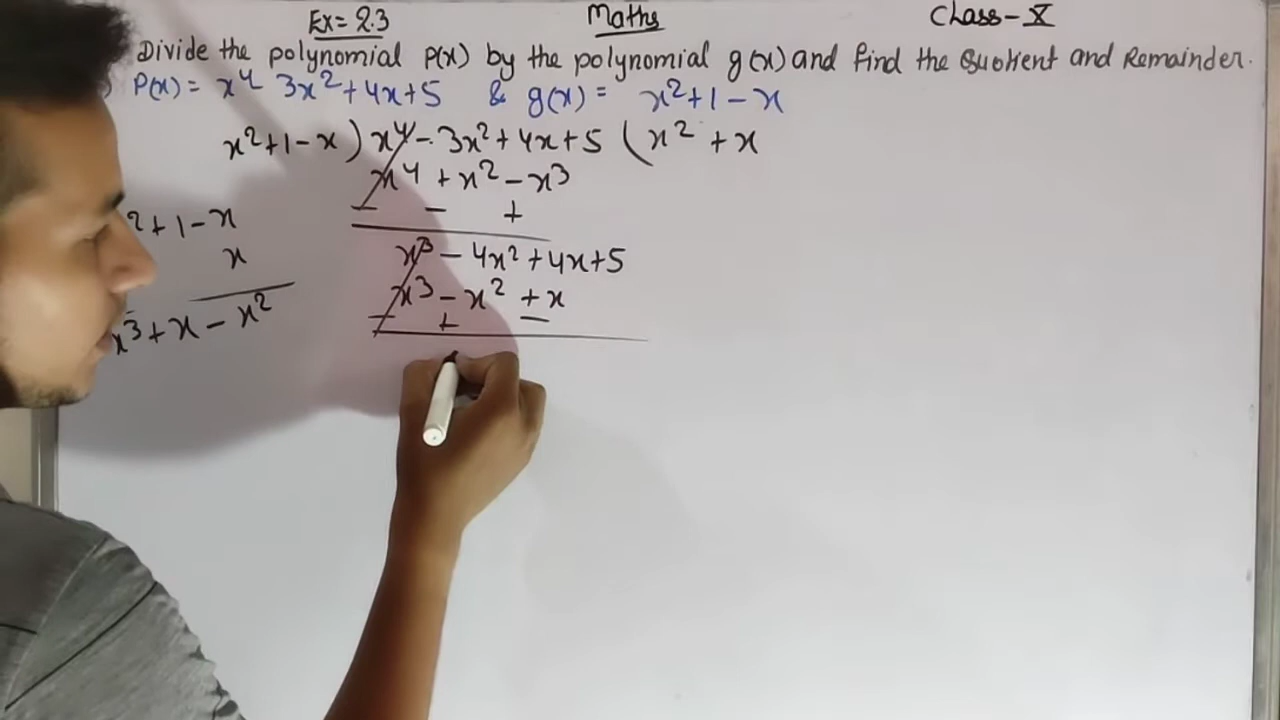 Ex = 2.3 Maths Class - X
Divide the polynomial P(x) by the polynomial g(x) and find the Quotient and Remainder.
) P(x) = x⁴ 3x² + 4x + 5 & g(x) = x² + 1 - x
x² + 1 - x ) x⁴ - 3x² + 4x + 5 ( x² + x
x⁴ + x² - x³
- - +
² + 1 - x
x
x³ + x - x²
x³ - 4x² + 4x + 5
x³ - x² + x
- + -